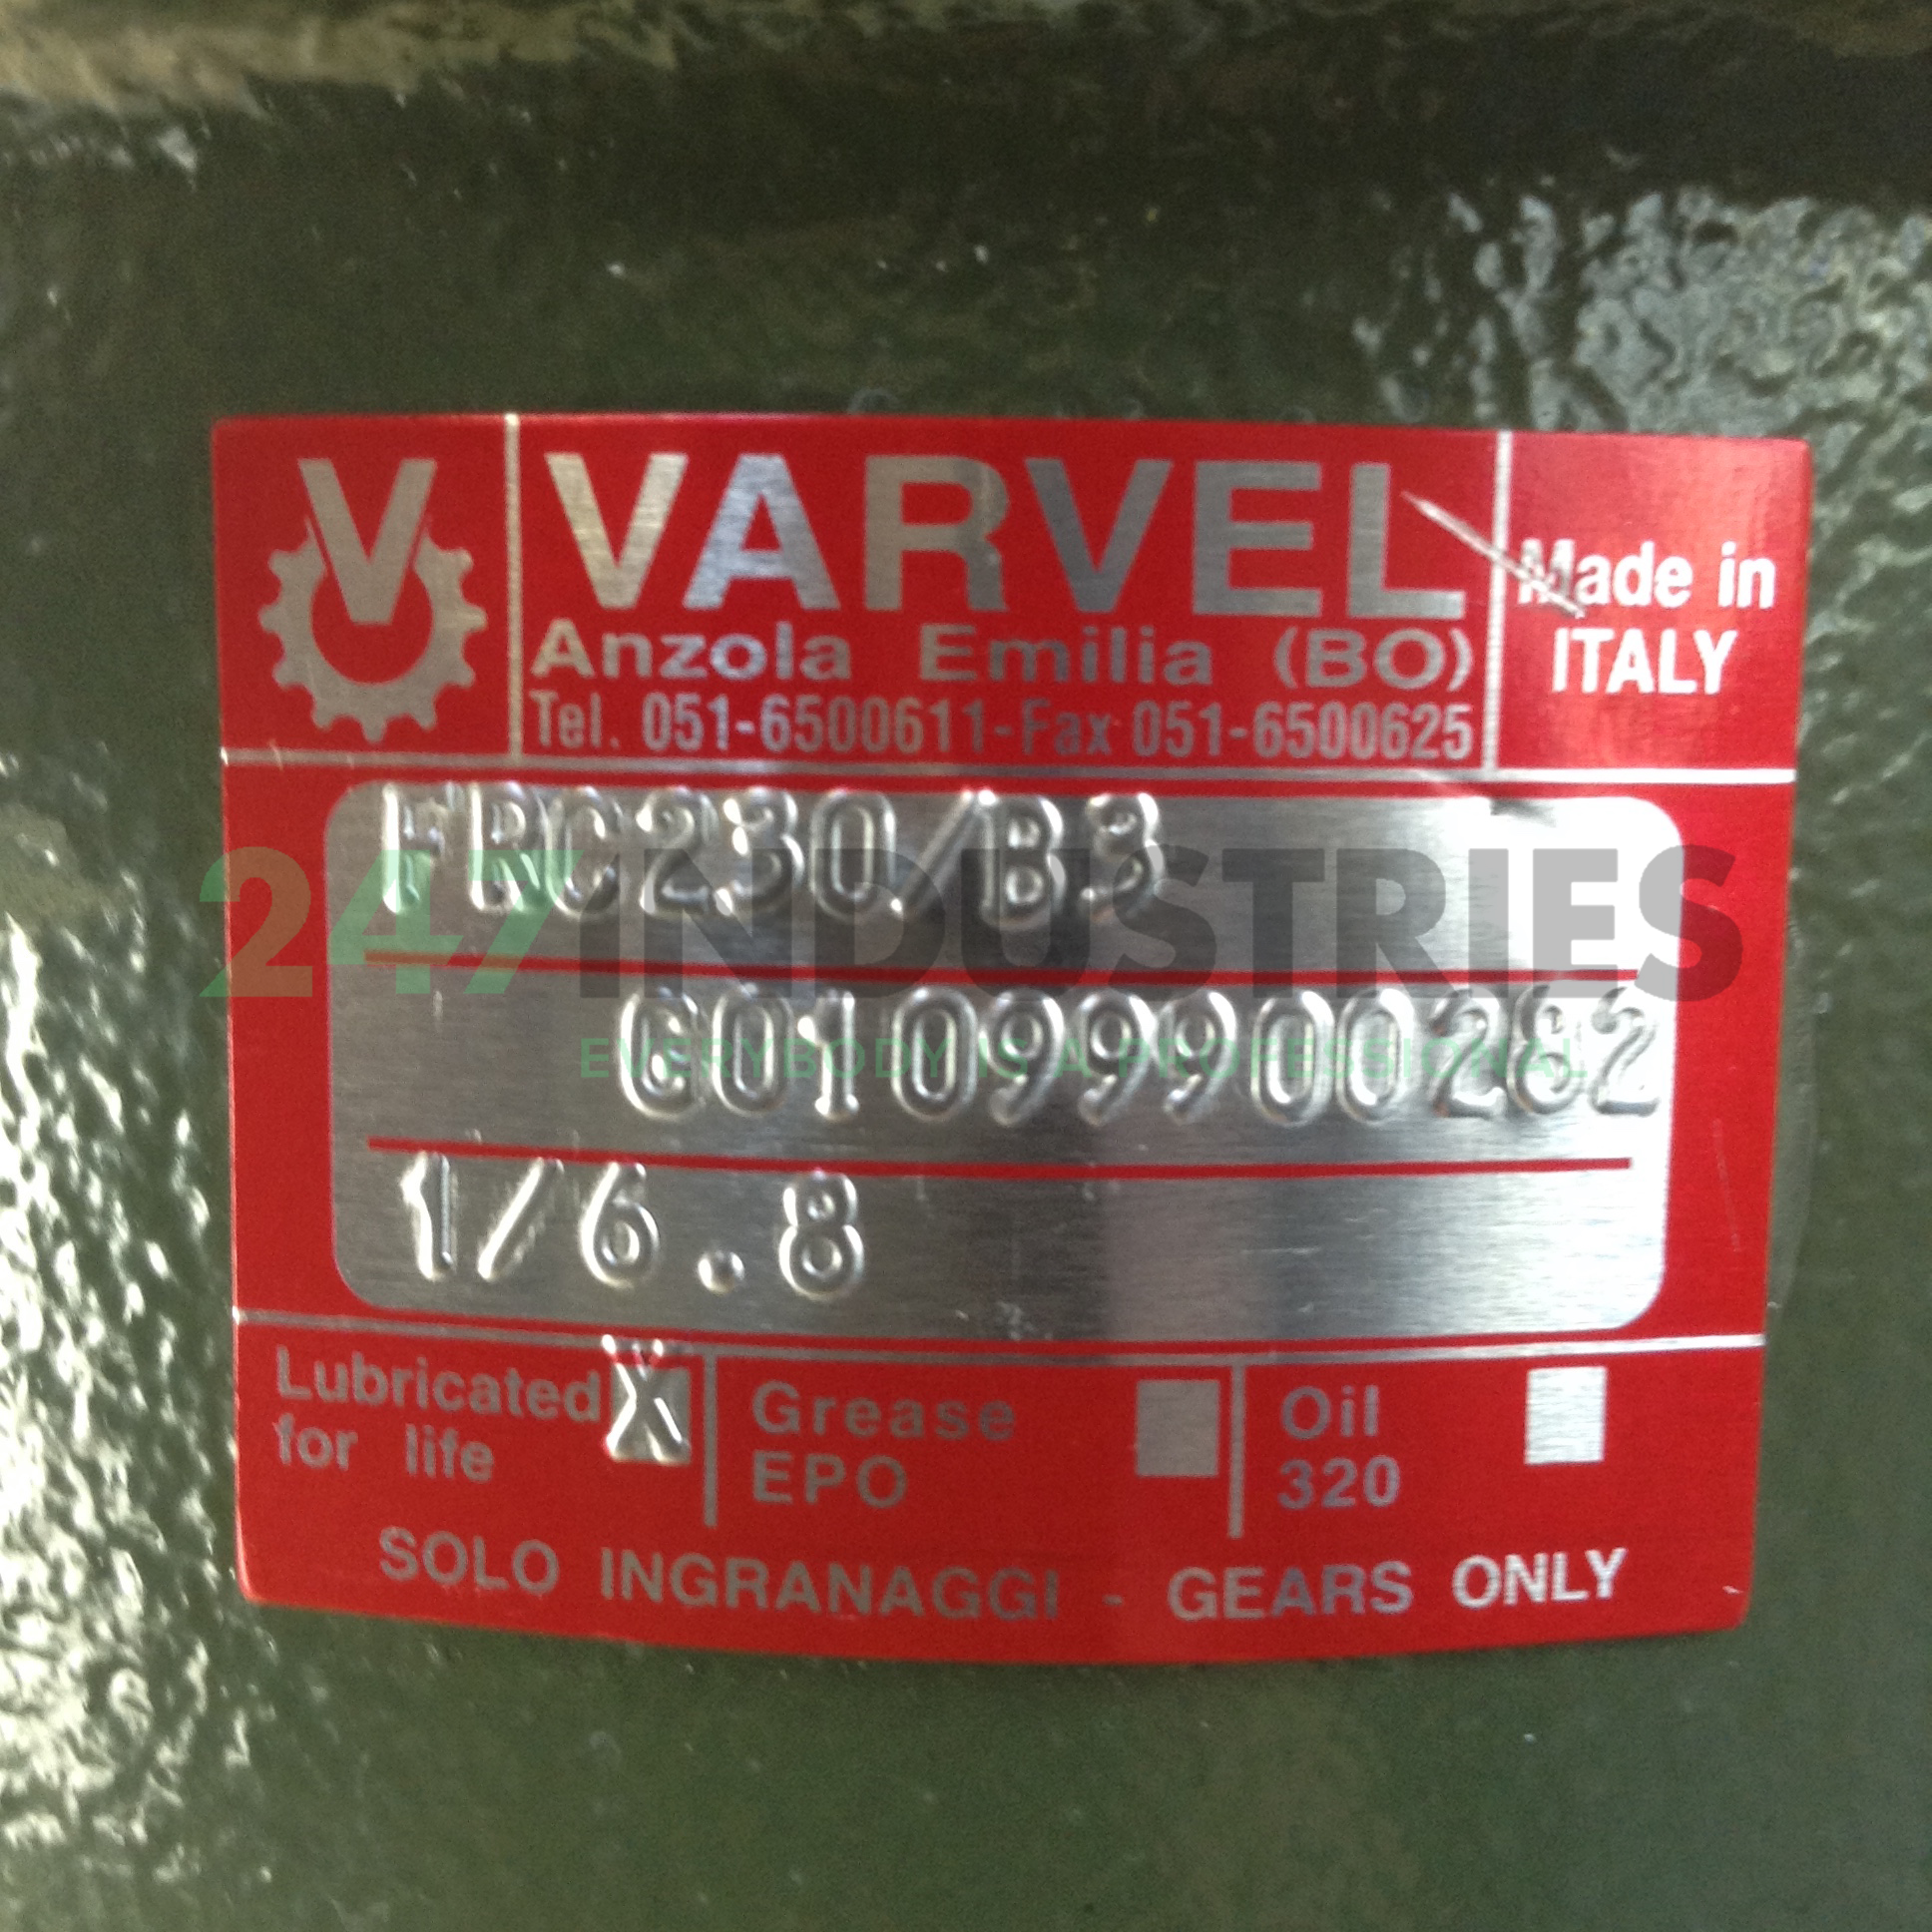 V
VARVEL
Anzola Emilia (BO)
Tel. 051-6500611-Fax 051-6500625
Made in
ITALY
FRC230/B3
247INDUSTRIES
G01099900282
EVERYBODY IS A PROFESSIONAL
1/6.8
Lubricated X
for life
Grease
EPO
Oil
320
SOLO INGRANAGGI - GEARS ONLY